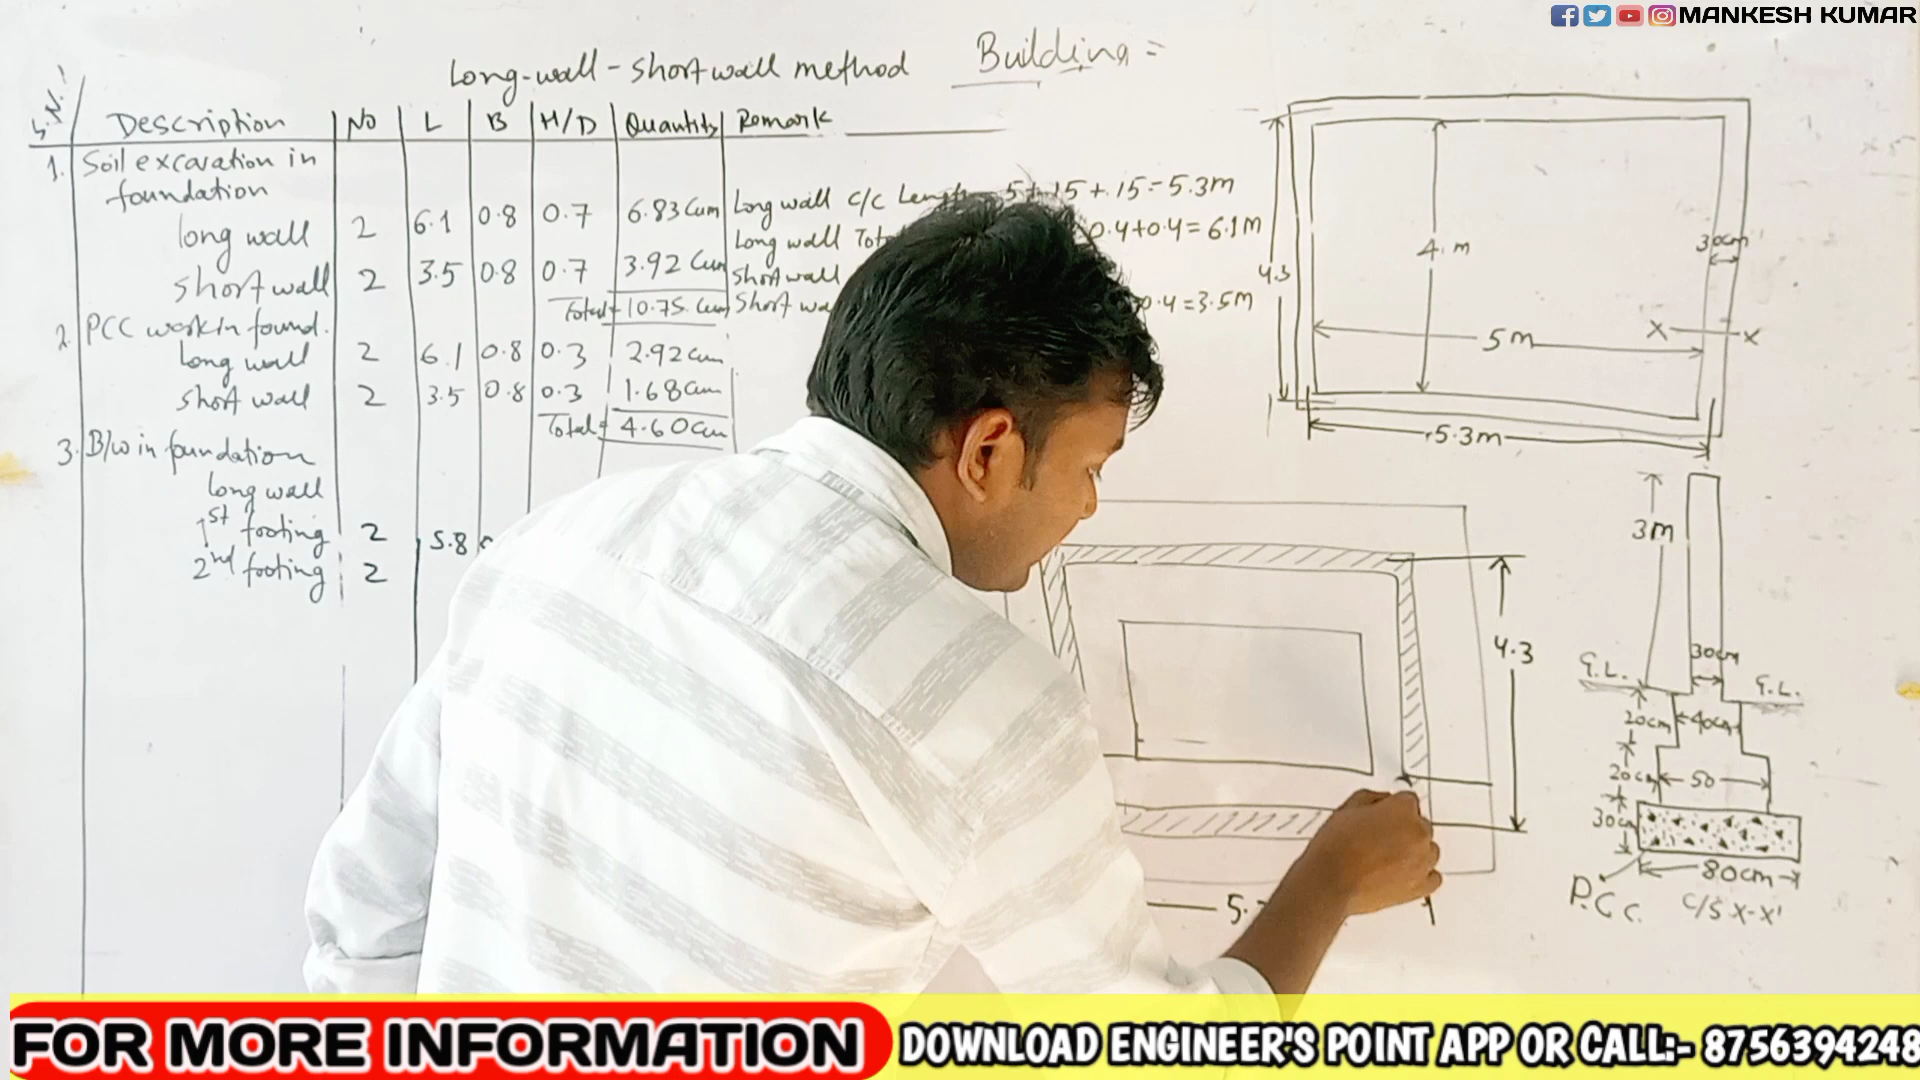 MANKESH KUMAR
Long-wall - short wall method Building =
S.N. Description No L B H/D Quantity Remark
1. Soil excavation in
foundation
long wall 2 6.1 0.8 0.7 6.83 Cum Long wall c/c Length 5+.15+.15=5.3m
Long wall Tot 0.4+0.4=6.1m
short wall 2 3.5 0.8 0.7 3.92 Cum Short wall
Total= 10.75 Cum Short wa 0.4=3.5m
2. PCC work in found.
Long wall 2 6.1 0.8 0.3 2.92 Cum
short wall 2 3.5 0.8 0.3 1.68 Cum
Total= 4.60 Cum
3. B/w in foundation
Long wall
1st footing 2 5.8
2nd footing 2
4.3
4. m
30cm
X X
5m
5.3m
4.3
5.
3m
30cm
G.L. G.L.
20cm 40cm
20cm 50
30cm
80cm
P.C.C. C/S X-X'
FOR MORE INFORMATION DOWNLOAD ENGINEER'S POINT APP OR CALL:- 8756394248